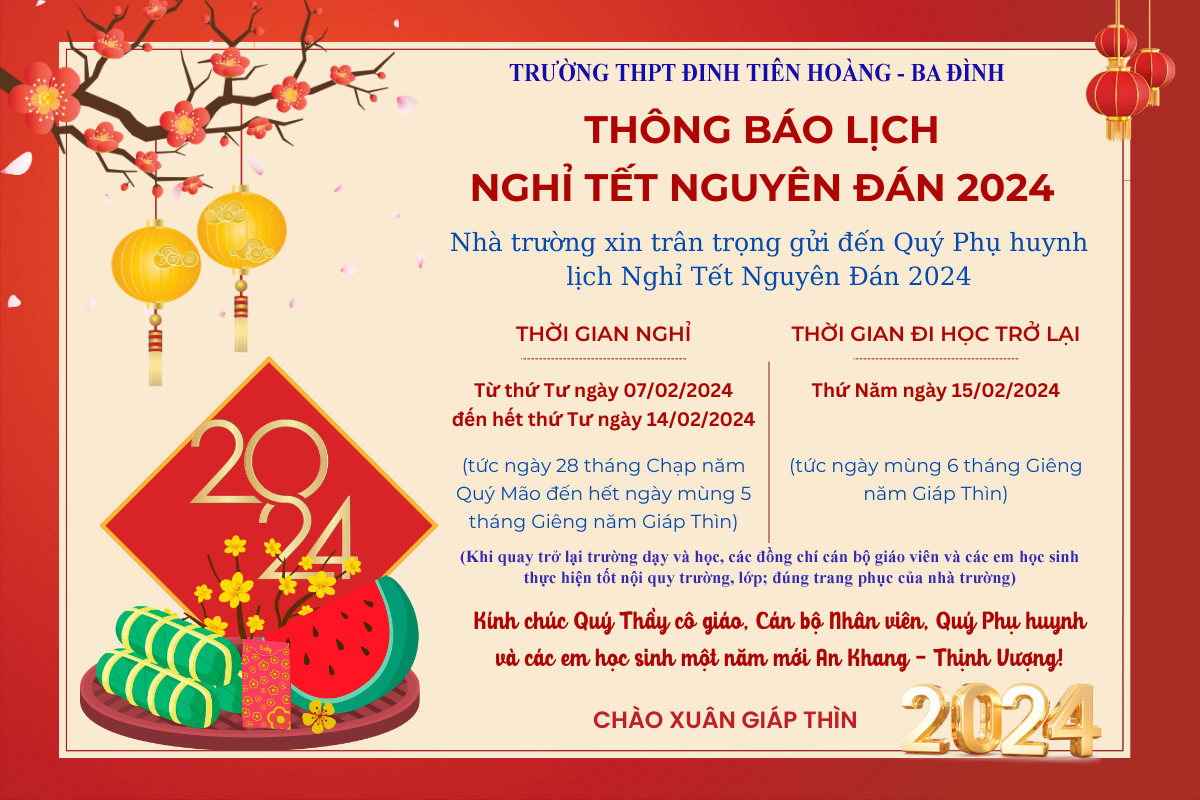 TRƯỜNG THPT ĐINH TIÊN HOÀNG - BA ĐÌNH
THÔNG BÁO LỊCH
NGHỈ TẾT NGUYÊN ĐÁN 2024
Nhà trường xin trân trọng gửi đến Quý Phụ huynh
lịch Nghỉ Tết Nguyên Đán 2024
THỜI GIAN NGHỈ
Từ thứ Tư ngày 07/02/2024
đến hết thứ Tư ngày 14/02/2024
(tức ngày 28 tháng Chạp năm
Quý Mão đến hết ngày mùng 5
tháng Giêng năm Giáp Thìn)
THỜI GIAN ĐI HỌC TRỞ LẠI
Thứ Năm ngày 15/02/2024
(tức ngày mùng 6 tháng Giêng
năm Giáp Thìn)
(Khi quay trở lại trường dạy và học, các đồng chí cán bộ giáo viên và các em học sinh
thực hiện tốt nội quy trường, lớp; đúng trang phục của nhà trường)
Kính chúc Quý Thầy cô giáo, Cán bộ Nhân viên, Quý Phụ huynh
và các em học sinh một năm mới An Khang - Thịnh Vượng!
CHÀO XUÂN GIÁP THÌN
2024
20
24